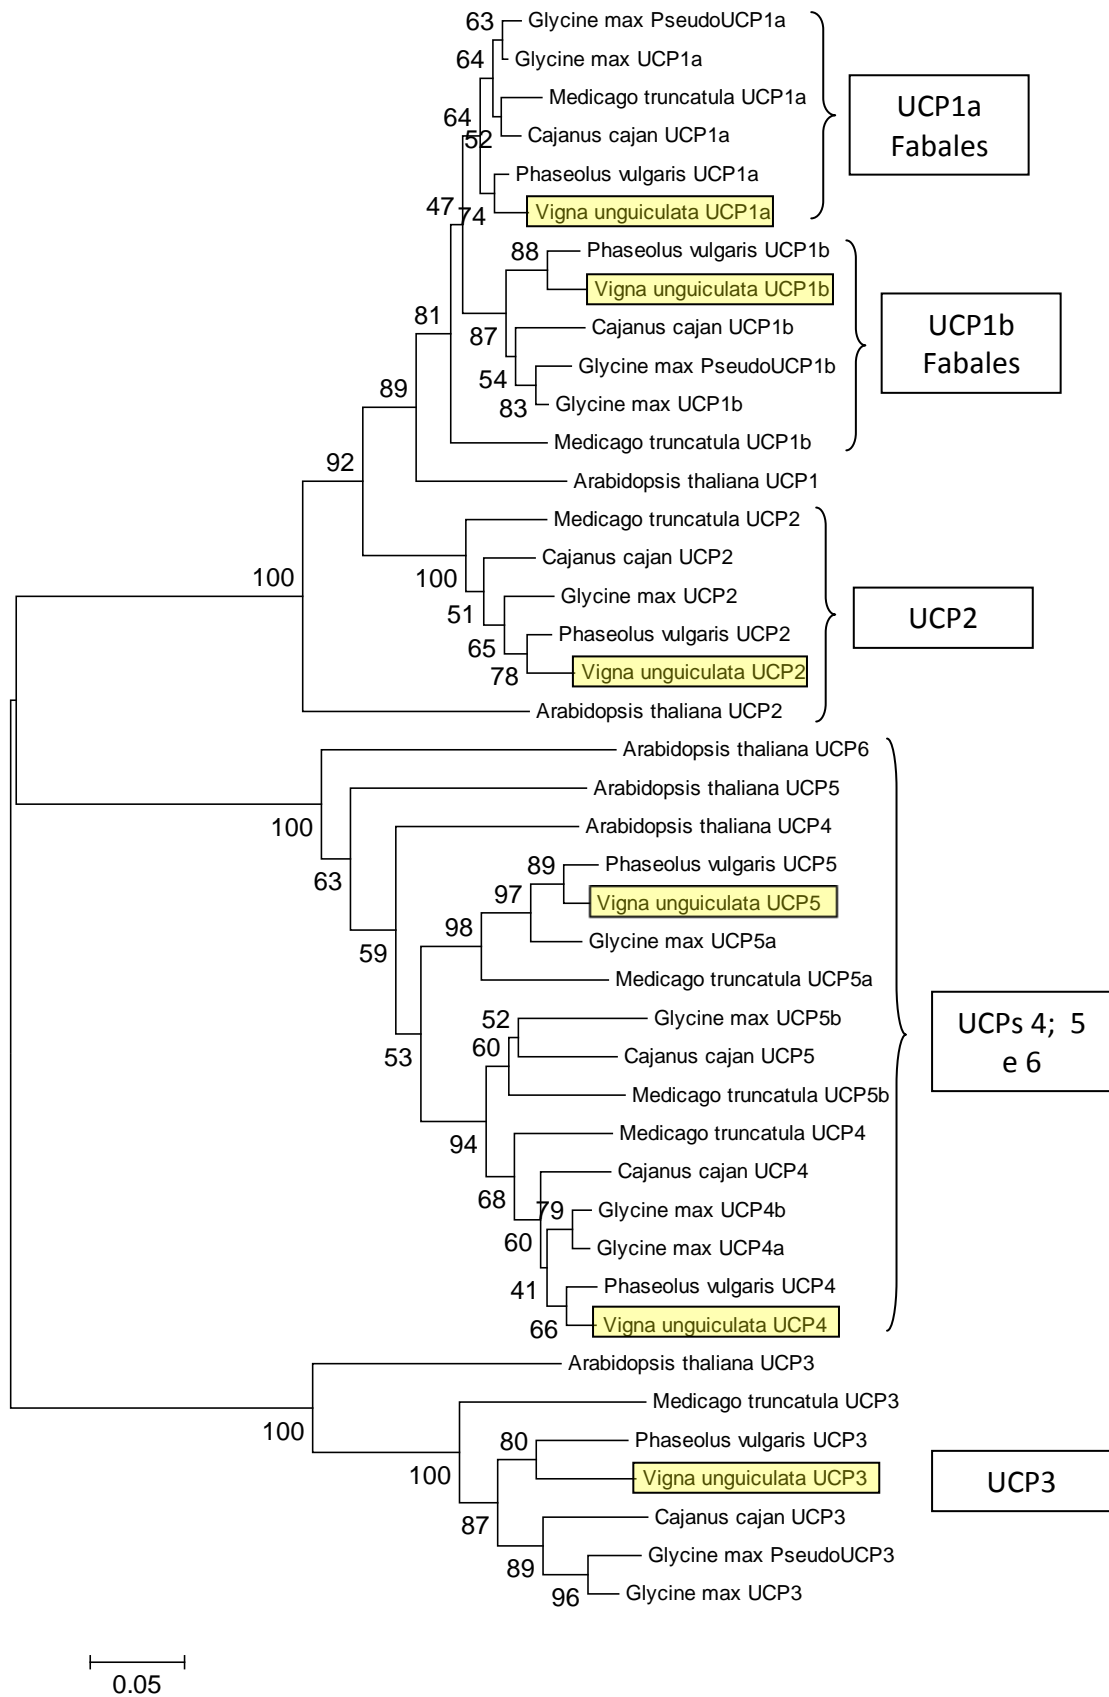 63
Glycine max PseudoUCP1a
64
Glycine max UCP1a
Medicago truncatula UCP1a
64
52
Cajanus cajan UCP1a
Phaseolus vulgaris UCP1a
47
74
Vigna unguiculata UCP1a
UCP1a
Fabales
88
Phaseolus vulgaris UCP1b
Vigna unguiculata UCP1b
81
87
Cajanus cajan UCP1b
Glycine max PseudoUCP1b
54
83
Glycine max UCP1b
UCP1b
Fabales
89
Medicago truncatula UCP1b
92
Arabidopsis thaliana UCP1
Medicago truncatula UCP2
Cajanus cajan UCP2
100
100
Glycine max UCP2
51
Phaseolus vulgaris UCP2
65
78
Vigna unguiculata UCP2
UCP2
Arabidopsis thaliana UCP2
Arabidopsis thaliana UCP6
Arabidopsis thaliana UCP5
100
Arabidopsis thaliana UCP4
63
89
Phaseolus vulgaris UCP5
97
Vigna unguiculata UCP5
98
59
Glycine max UCP5a
Medicago truncatula UCP5a
52
Glycine max UCP5b
60
53
Cajanus cajan UCP5
Medicago truncatula UCP5b
UCPs 4; 5
e 6
94
Medicago truncatula UCP4
68
Cajanus cajan UCP4
79
Glycine max UCP4b
60
Glycine max UCP4a
41
Phaseolus vulgaris UCP4
66
Vigna unguiculata UCP4
Arabidopsis thaliana UCP3
100
Medicago truncatula UCP3
80
Phaseolus vulgaris UCP3
100
Vigna unguiculata UCP3
UCP3
87
Cajanus cajan UCP3
89
Glycine max PseudoUCP3
96
Glycine max UCP3
0.05